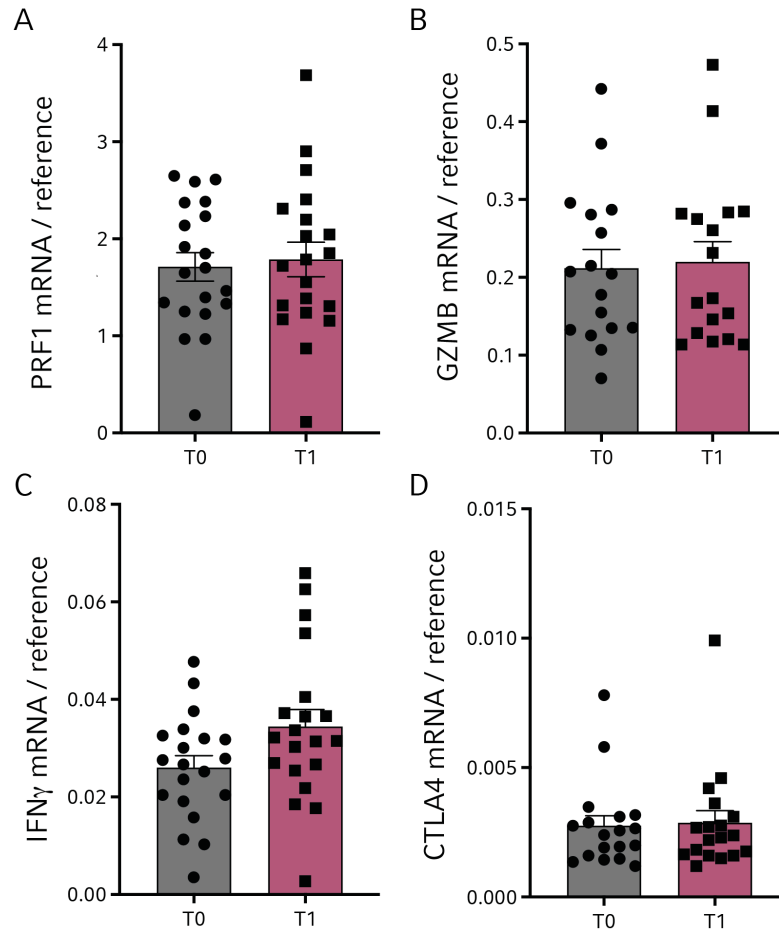 A
PRF1 mRNA / reference
4
3
2
1
0
T0
T1
B
GZMB mRNA / reference
0.5
0.4
0.3
0.2
0.1
0.0
T0
T1
C
IFNγ mRNA / reference
0.08
0.06
0.04
0.02
0.00
T0
T1
D
CTLA4 mRNA / reference
0.015
0.010
0.005
0.000
T0
T1